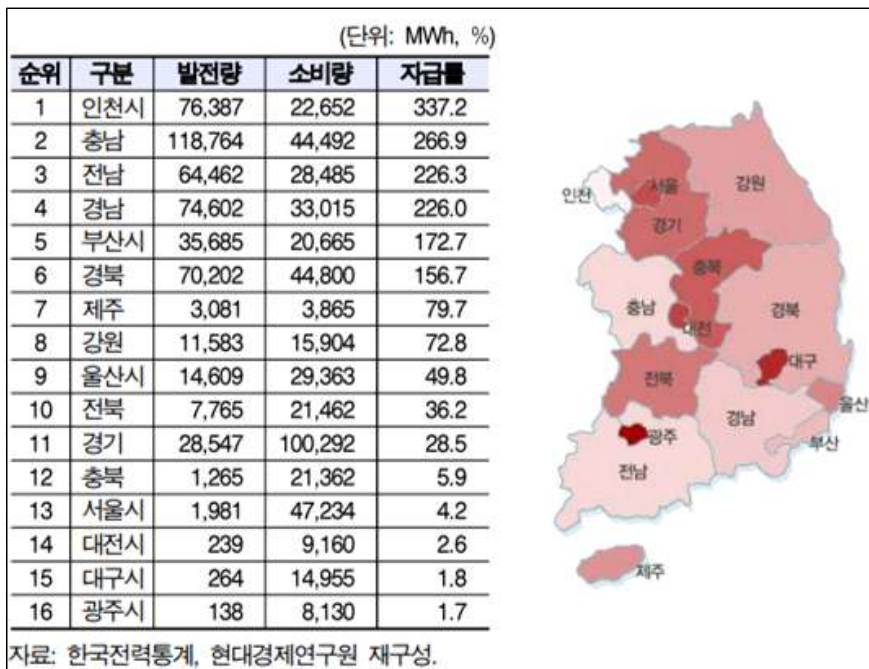 (단위: MWh, %)
순위 구분 발전량 소비량 자급률
1 인천시 76,387 22,652 337.2
2 충남 118,764 44,492 266.9
3 전남 64,462 28,485 226.3
4 경남 74,602 33,015 226.0
5 부산시 35,685 20,665 172.7
6 경북 70,202 44,800 156.7
7 제주 3,081 3,865 79.7
8 강원 11,583 15,904 72.8
9 울산시 14,609 29,363 49.8
10 전북 7,765 21,462 36.2
11 경기 28,547 100,292 28.5
12 충북 1,265 21,362 5.9
13 서울시 1,981 47,234 4.2
14 대전시 239 9,160 2.6
15 대구시 264 14,955 1.8
16 광주시 138 8,130 1.7
자료: 한국전력통계, 현대경제연구원 재구성.
인천 서울 강원
경기
충북
충남 대전 경북
대구
전북 울산
경남
광주 부산
전남
제주